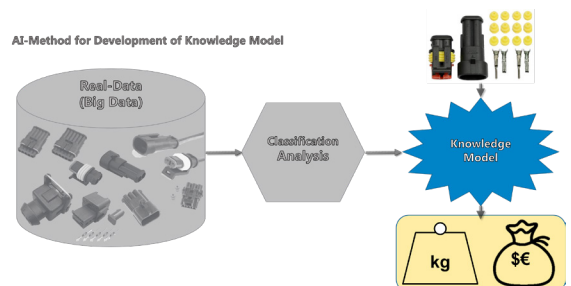 AI-Method for Development of Knowledge Model
Real-Data
(Big Data)
Classification
Analysis
Knowledge
Model
kg
$€